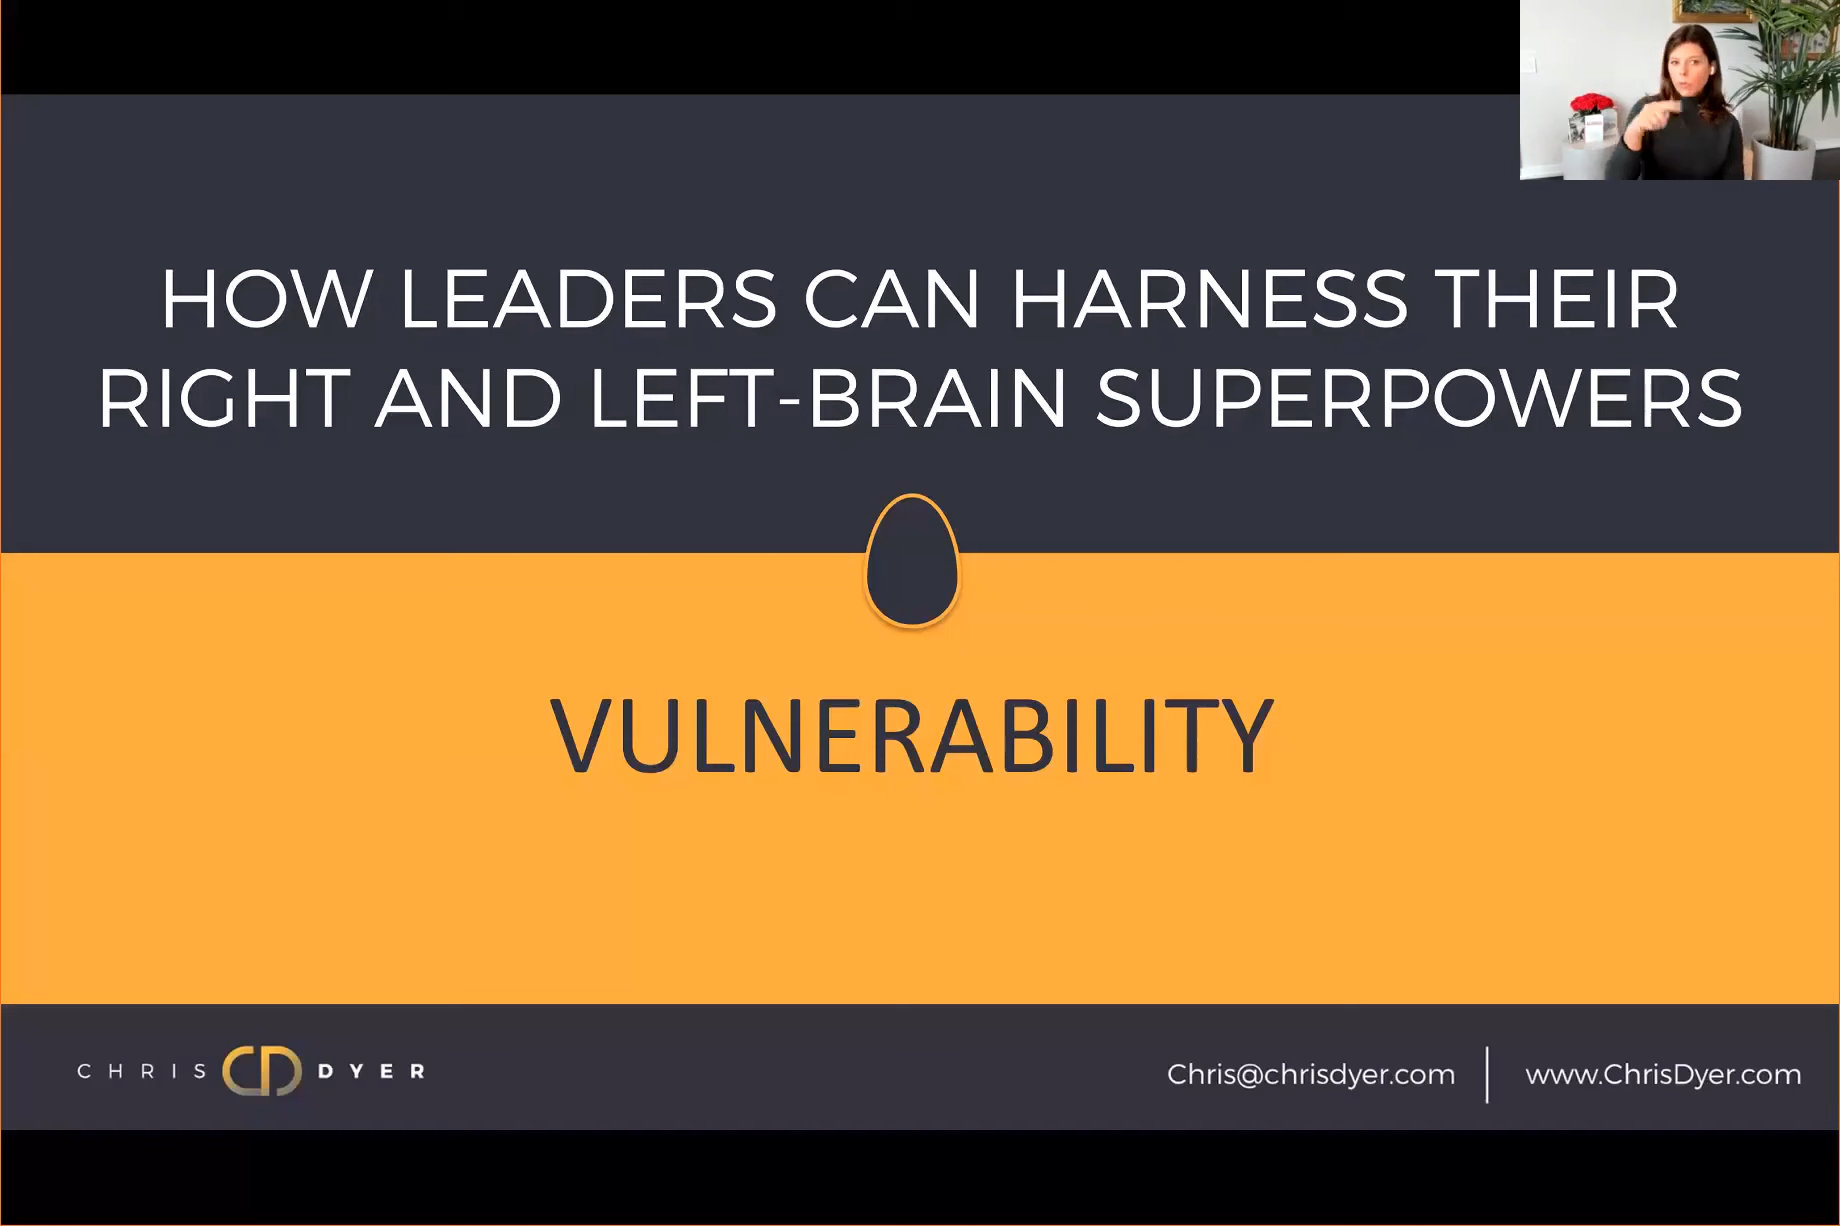 HOW LEADERS CAN HARNESS THEIR
RIGHT AND LEFT-BRAIN SUPERPOWERS
VULNERABILITY
CHRIS CD DYER
Chris@chrisdyer.com | www.ChrisDyer.com